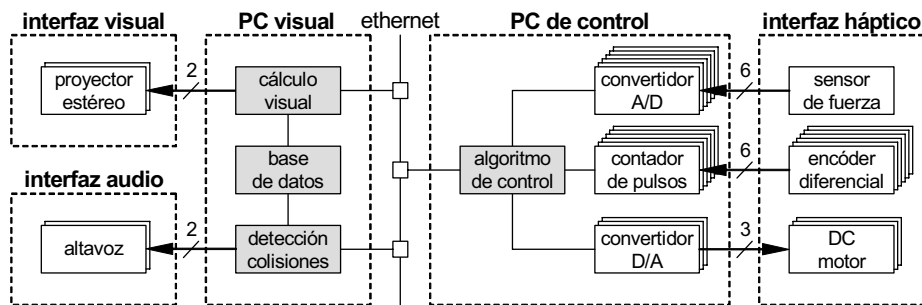 interfaz visual
PC visual
ethernet
PC de control
interfaz háptico
proyector
estéreo
2
cálculo
visual
convertidor
A/D
6
sensor
de fuerza
base
de datos
algoritmo
de control
contador
de pulsos
6
encóder
diferencial
interfaz audio
altavoz
2
detección
colisiones
convertidor
D/A
3
DC
motor